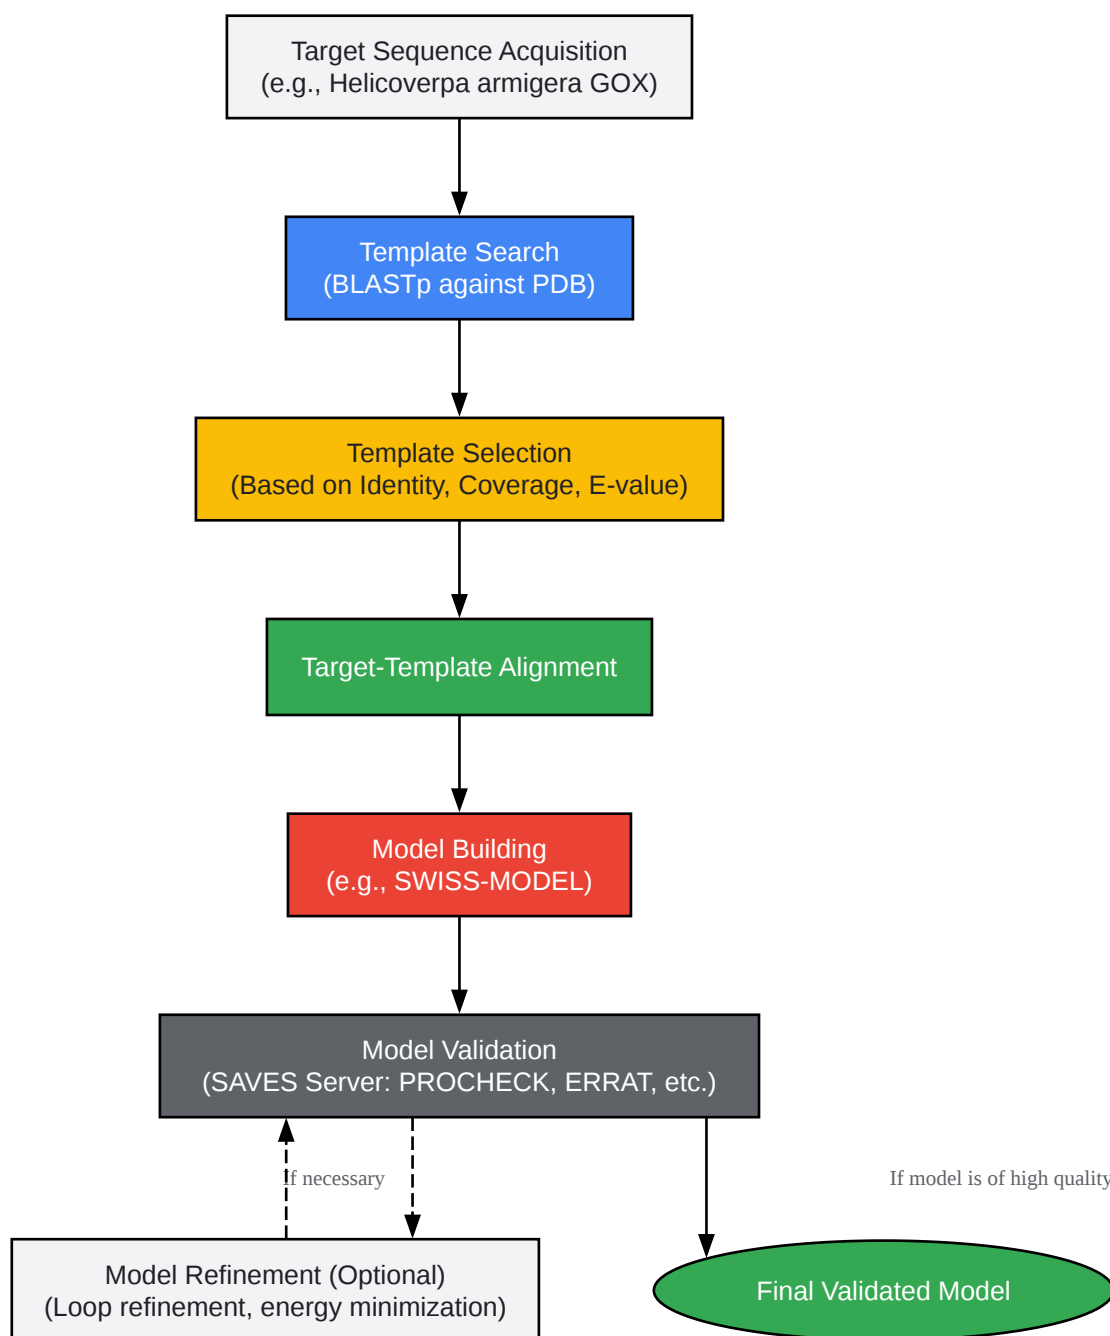 Target Sequence Acquisition
(e.g., Helicoverpa armigera GOX)
Template Search
(BLASTp against PDB)
Template Selection
(Based on Identity, Coverage, E-value)
Target-Template Alignment
Model Building
(e.g., SWISS-MODEL)
Model Validation
(SAVES Server: PROCHECK, ERRAT, etc.)
If necessary
If model is of high quality
Model Refinement (Optional)
(Loop refinement, energy minimization)
Final Validated Model